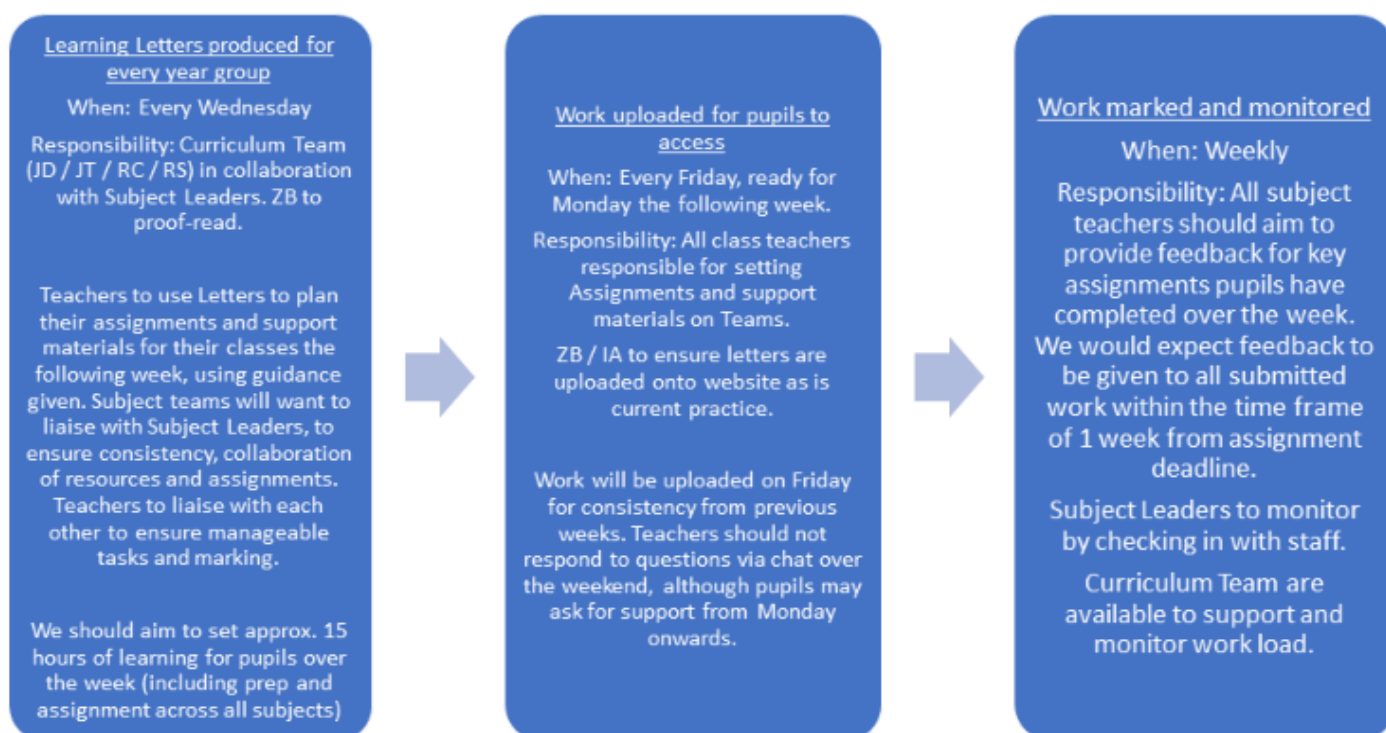 Learning Letters produced for
every year group
When: Every Wednesday
Responsibility: Curriculum Team
(JD / JT / RC / RS) in collaboration
with Subject Leaders. ZB to
proof-read.
Teachers to use Letters to plan
their assignments and support
materials for their classes the
following week, using guidance
given. Subject teams will want to
liaise with Subject Leaders, to
ensure consistency, collaboration
of resources and assignments.
Teachers to liaise with each
other to ensure manageable
tasks and marking.
We should aim to set approx. 15
hours of learning for pupils over
the week (including prep and
assignment across all subjects)
Work uploaded for pupils to
access
When: Every Friday, ready for
Monday the following week.
Responsibility: All class teachers
responsible for setting
Assignments and support
materials on Teams.
ZB / IA to ensure letters are
uploaded onto website as is
current practice.
Work will be uploaded on Friday
for consistency from previous
weeks. Teachers should not
respond to questions via chat over
the weekend, although pupils may
ask for support from Monday
onwards.
Work marked and monitored
When: Weekly
Responsibility: All subject
teachers should aim to
provide feedback for key
assignments pupils have
completed over the week.
We would expect feedback to
be given to all submitted
work within the time frame
of 1 week from assignment
deadline.
Subject Leaders to monitor
by checking in with staff.
Curriculum Team are
available to support and
monitor work load.